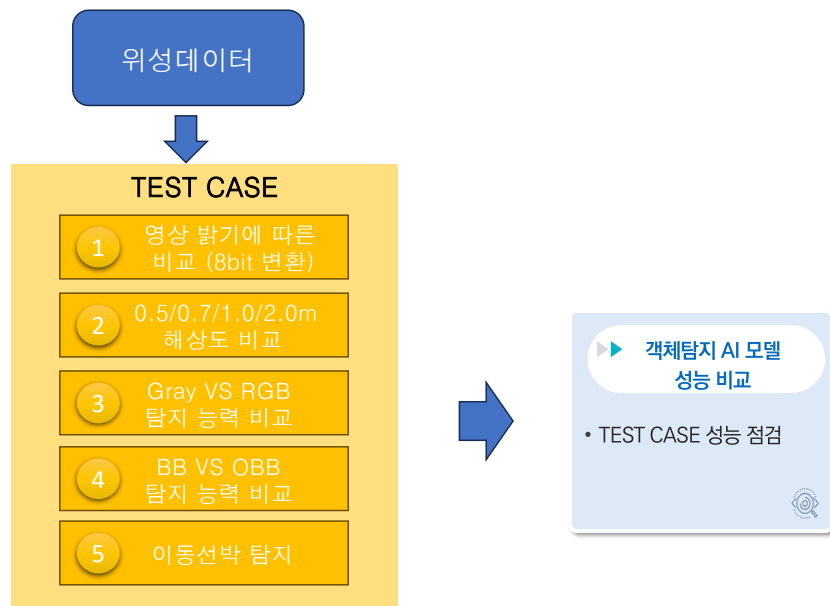 위성데이터
TEST CASE
1
영상 밝기에 따른
비교 (8bit 변환)
2
0.5/0.7/1.0/2.0m
해상도 비교
3
Gray VS RGB
탐지 능력 비교
4
BB VS OBB
탐지 능력 비교
5
이동선박 탐지
객체탐지 AI 모델
성능 비교
• TEST CASE 성능 점검